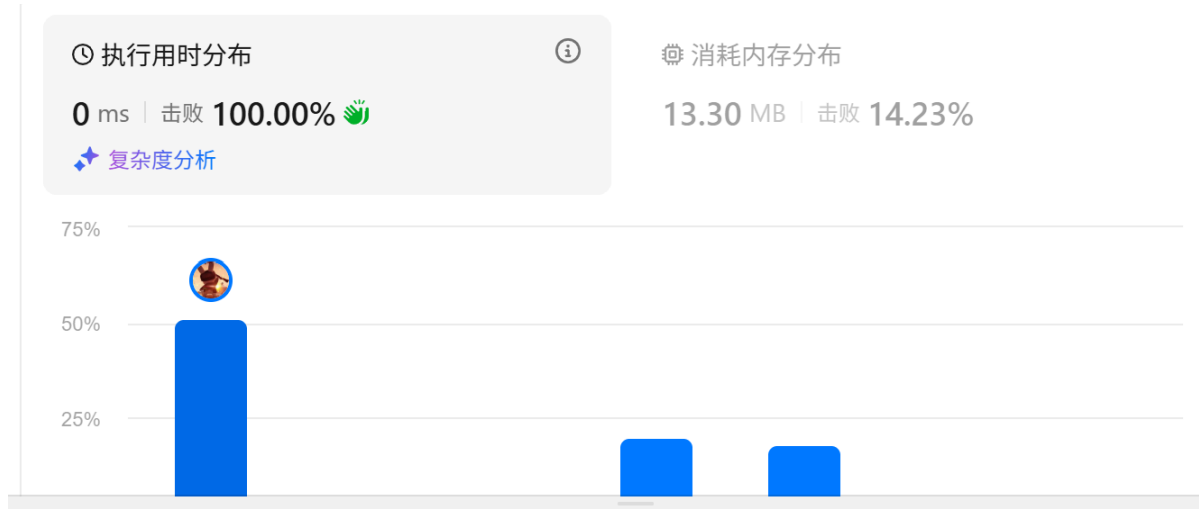 执行用时分布
0 ms 击败 100.00%
复杂度分析
消耗内存分布
13.30 MB 击败 14.23%
75%
50%
25%